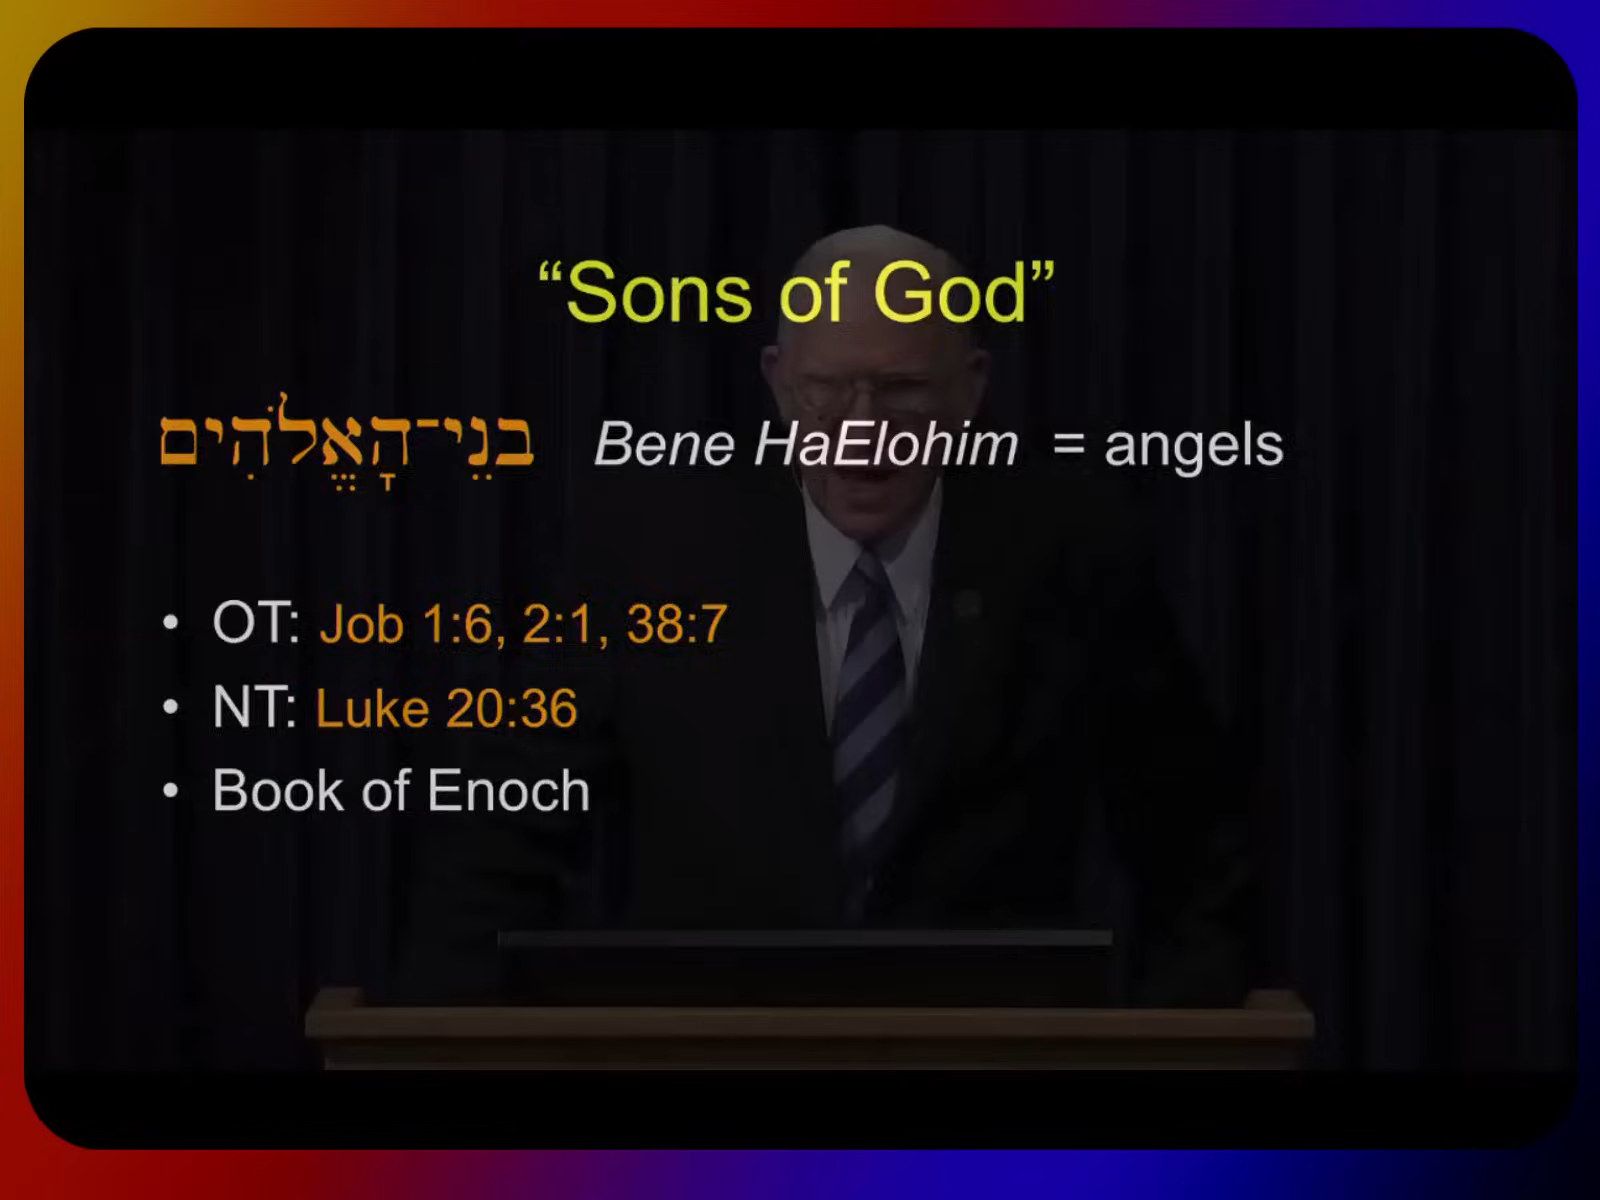 “Sons of God”
בְּנֵי־הָאֱלֹהִים Bene HaElohim = angels
• OT: Job 1:6, 2:1, 38:7
• NT: Luke 20:36
• Book of Enoch